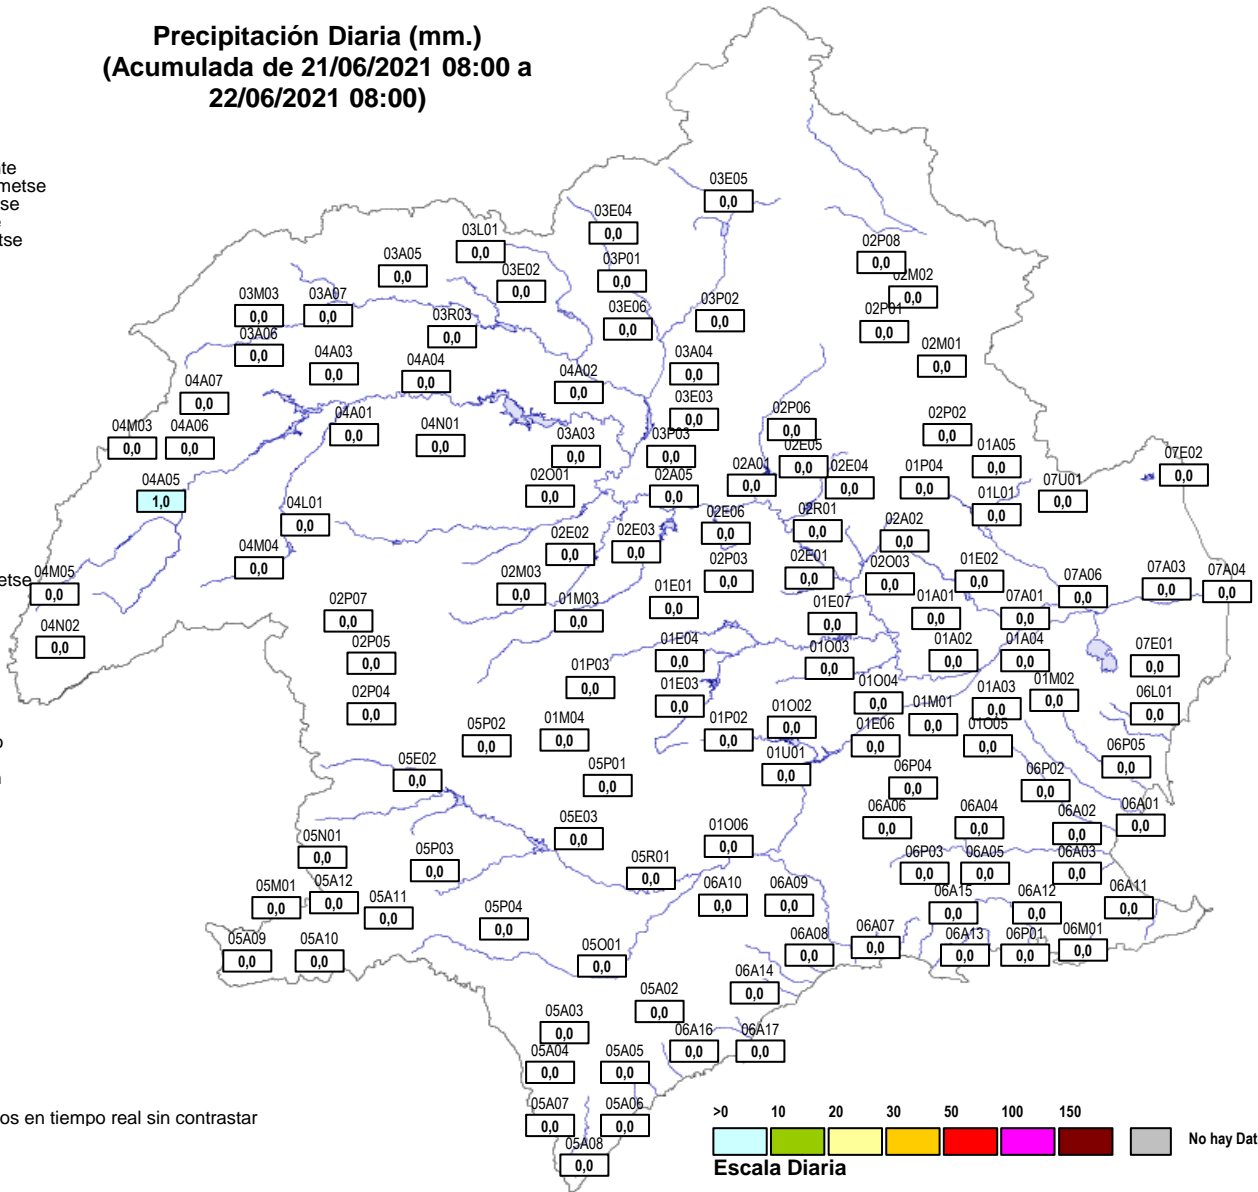 Precipitación Diaria (mm.)
(Acumulada de 21/06/2021 08:00 a
22/06/2021 08:00)
te
metse
se
tse
03E05
0,0
03E04
0,0
03L01
0,0
03A05
0,0
03P01
0,0
03E02
0,0
02P08
0,0
02M02
0,0
03M03
0,0
03A07
0,0
03R03
0,0
03E06
0,0
03P02
0,0
02P01
0,0
03A06
0,0
04A03
0,0
04A04
0,0
04A02
0,0
03A04
0,0
02M01
0,0
04A07
0,0
03E03
0,0
04M03
0,0
04A06
0,0
04A01
0,0
04N01
0,0
03A03
0,0
03P03
0,0
02P06
0,0
02P02
0,0
02E05
0,0
01A05
0,0
07E02
0,0
04A05
1,0
02O01
0,0
02A05
0,0
02A01
0,0
02E04
0,0
01P04
0,0
07U01
0,0
04L01
0,0
01L01
0,0
02E06
0,0
02R01
0,0
02A02
0,0
04M04
0,0
02E02
0,0
02E03
0,0
metse
04M05
0,0
02M03
0,0
02P03
0,0
02E01
0,0
02O03
0,0
01E02
0,0
07A06
0,0
07A03
0,0
07A04
0,0
02P07
0,0
01M03
0,0
01E01
0,0
01E07
0,0
01A01
0,0
07A01
0,0
04N02
0,0
02P05
0,0
01E04
0,0
01O03
0,0
01A02
0,0
01A04
0,0
07E01
0,0
01P03
0,0
02P04
0,0
01E03
0,0
01O04
0,0
01A03
0,0
01M02
0,0
06L01
0,0
05P02
0,0
01M04
0,0
01P02
0,0
01O02
0,0
01E06
0,0
01M01
0,0
01O05
0,0
05E02
0,0
05P01
0,0
01U01
0,0
06P04
0,0
06P02
0,0
06P05
0,0
05E03
0,0
01O06
0,0
06A06
0,0
06A04
0,0
06A02
0,0
06A01
0,0
05N01
0,0
05P03
0,0
05R01
0,0
06P03
0,0
06A05
0,0
06A03
0,0
05M01
0,0
05A12
0,0
05A11
0,0
05P04
0,0
06A10
0,0
06A09
0,0
06A15
0,0
06A12
0,0
06A11
0,0
05A09
0,0
05A10
0,0
05O01
0,0
06A08
0,0
06A07
0,0
06A13
0,0
06P01
0,0
06M01
0,0
05A02
0,0
06A14
0,0
05A03
0,0
06A16
0,0
06A17
0,0
05A04
0,0
05A05
0,0
05A07
0,0
05A06
0,0
05A08
0,0
os en tiempo real sin contrastar
>0 10 20 30 50 100 150
No hay Dat
Escala Diaria